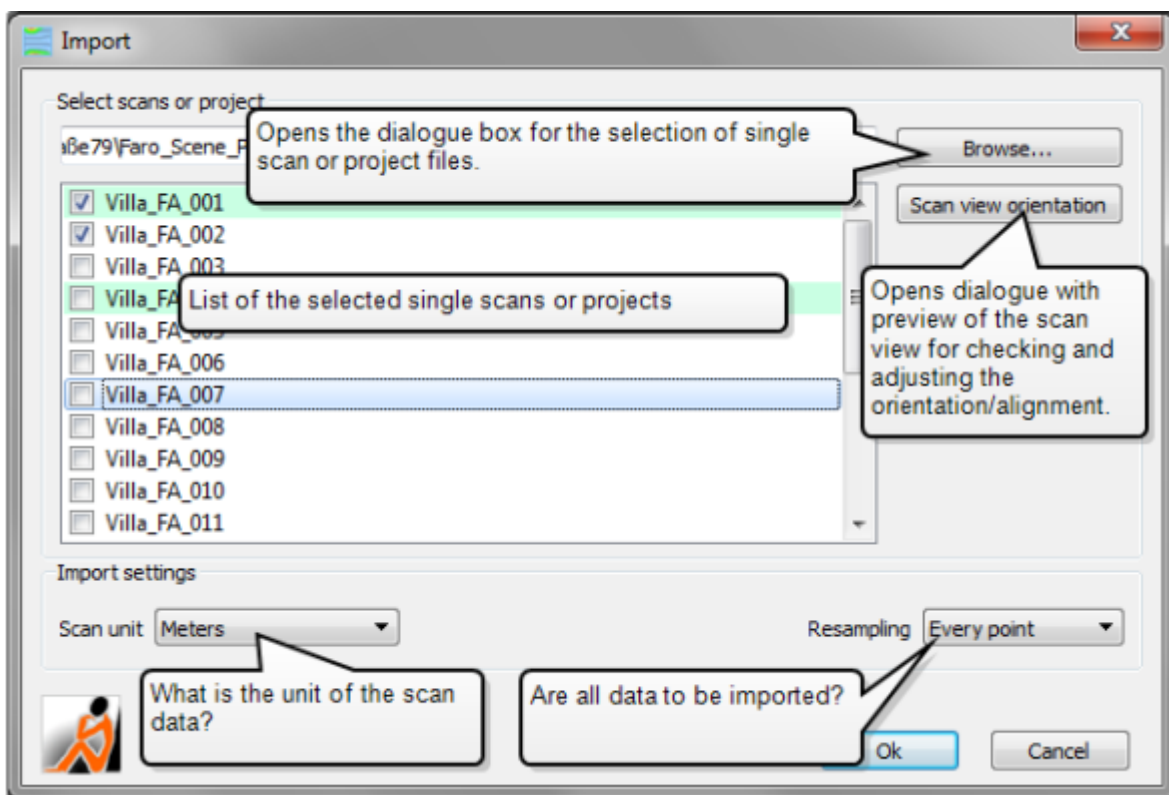 Import
Select scans or project
aße79\Faro_Scene_P
Opens the dialogue box for the selection of single
scan or project files.
Browse...
Villa_FA_001
Scan view orientation
Villa_FA_002
Villa_FA_003
Villa_FA
List of the selected single scans or projects
Opens dialogue with
preview of the scan
view for checking and
adjusting the
orientation/alignment.
Villa_FA_006
Villa_FA_007
Villa_FA_008
Villa_FA_009
Villa_FA_010
Villa_FA_011
Import settings
Scan unit Meters
Resampling Every point
What is the unit of the scan
data?
Are all data to be imported?
Ok
Cancel